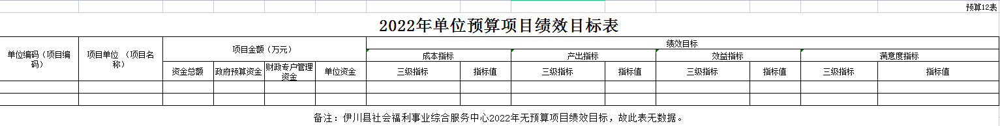 预算12表
2022年单位预算项目绩效目标表
单位编码（项目编码） 项目单位 （项目名称） 项目金额（万元） 绩效目标
成本指标 产出指标 效益指标 满意度指标
资金总额 政府预算资金 财政专户管理资金 单位资金 三级指标 指标值 三级指标 指标值 三级指标 指标值 三级指标 指标值
备注：伊川县社会福利事业综合服务中心2022年无预算项目绩效目标，故此表无数据。